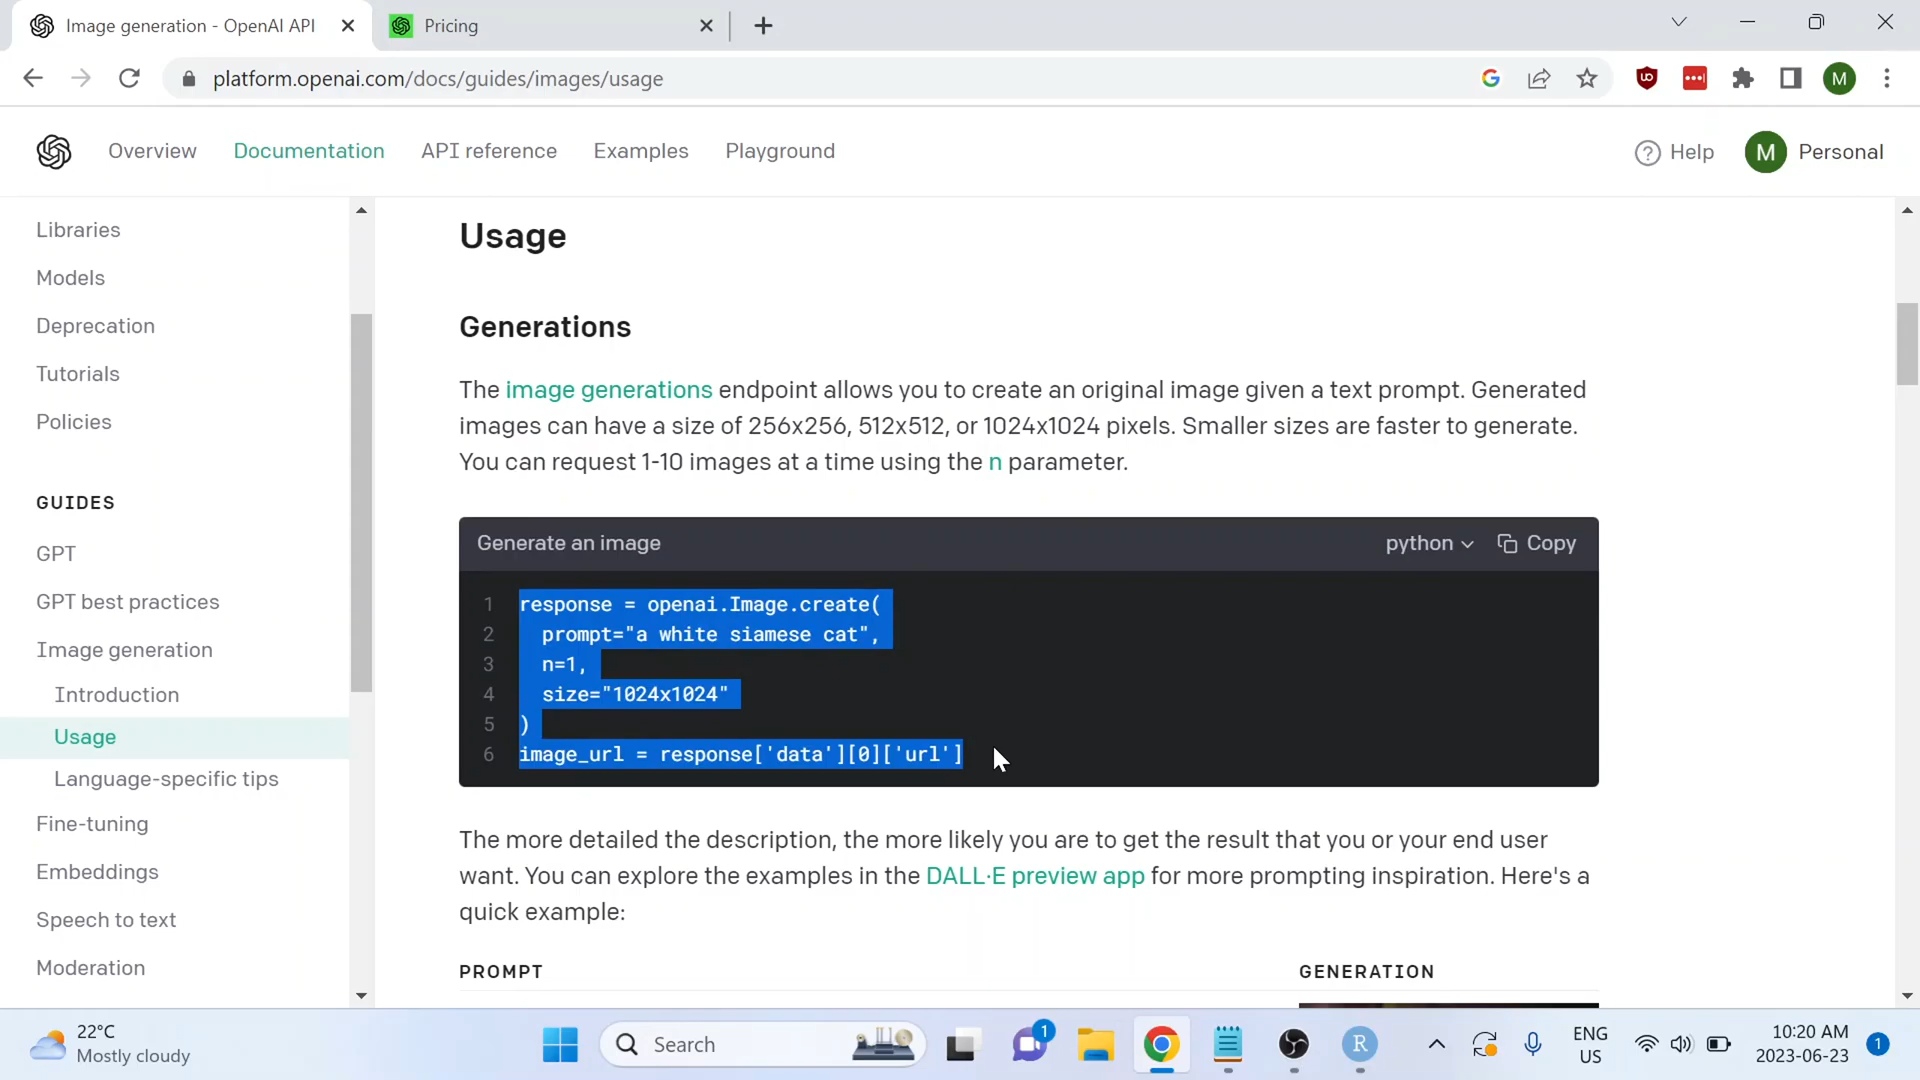 Image generation - OpenAI API
Pricing
platform.openai.com/docs/guides/images/usage
M
Overview
Documentation
API reference
Examples
Playground
Help
M
Personal
Libraries
Models
Deprecation
Tutorials
Policies
GUIDES
GPT
GPT best practices
Image generation
Introduction
Usage
Language-specific tips
Fine-tuning
Embeddings
Speech to text
Moderation
Usage
Generations
The image generations endpoint allows you to create an original image given a text prompt. Generated
images can have a size of 256x256, 512x512, or 1024x1024 pixels. Smaller sizes are faster to generate.
You can request 1-10 images at a time using the n parameter.
Generate an image
python
Copy
1 response = openai.Image.create(
2 prompt="a white siamese cat",
3 n=1,
4 size="1024x1024"
5 )
6 image_url = response['data'][0]['url']
The more detailed the description, the more likely you are to get the result that you or your end user
want. You can explore the examples in the DALL·E preview app for more prompting inspiration. Here's a
quick example:
PROMPT
GENERATION
22°C
Mostly cloudy
Search
1
R
ENG
US
10:20 AM
2023-06-23
1